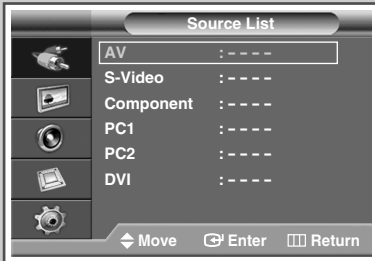 Source List
AV : - - - -
S-Video : - - - -
Component : - - - -
PC1 : - - - -
PC2 : - - - -
DVI : - - - -
Move Enter Return